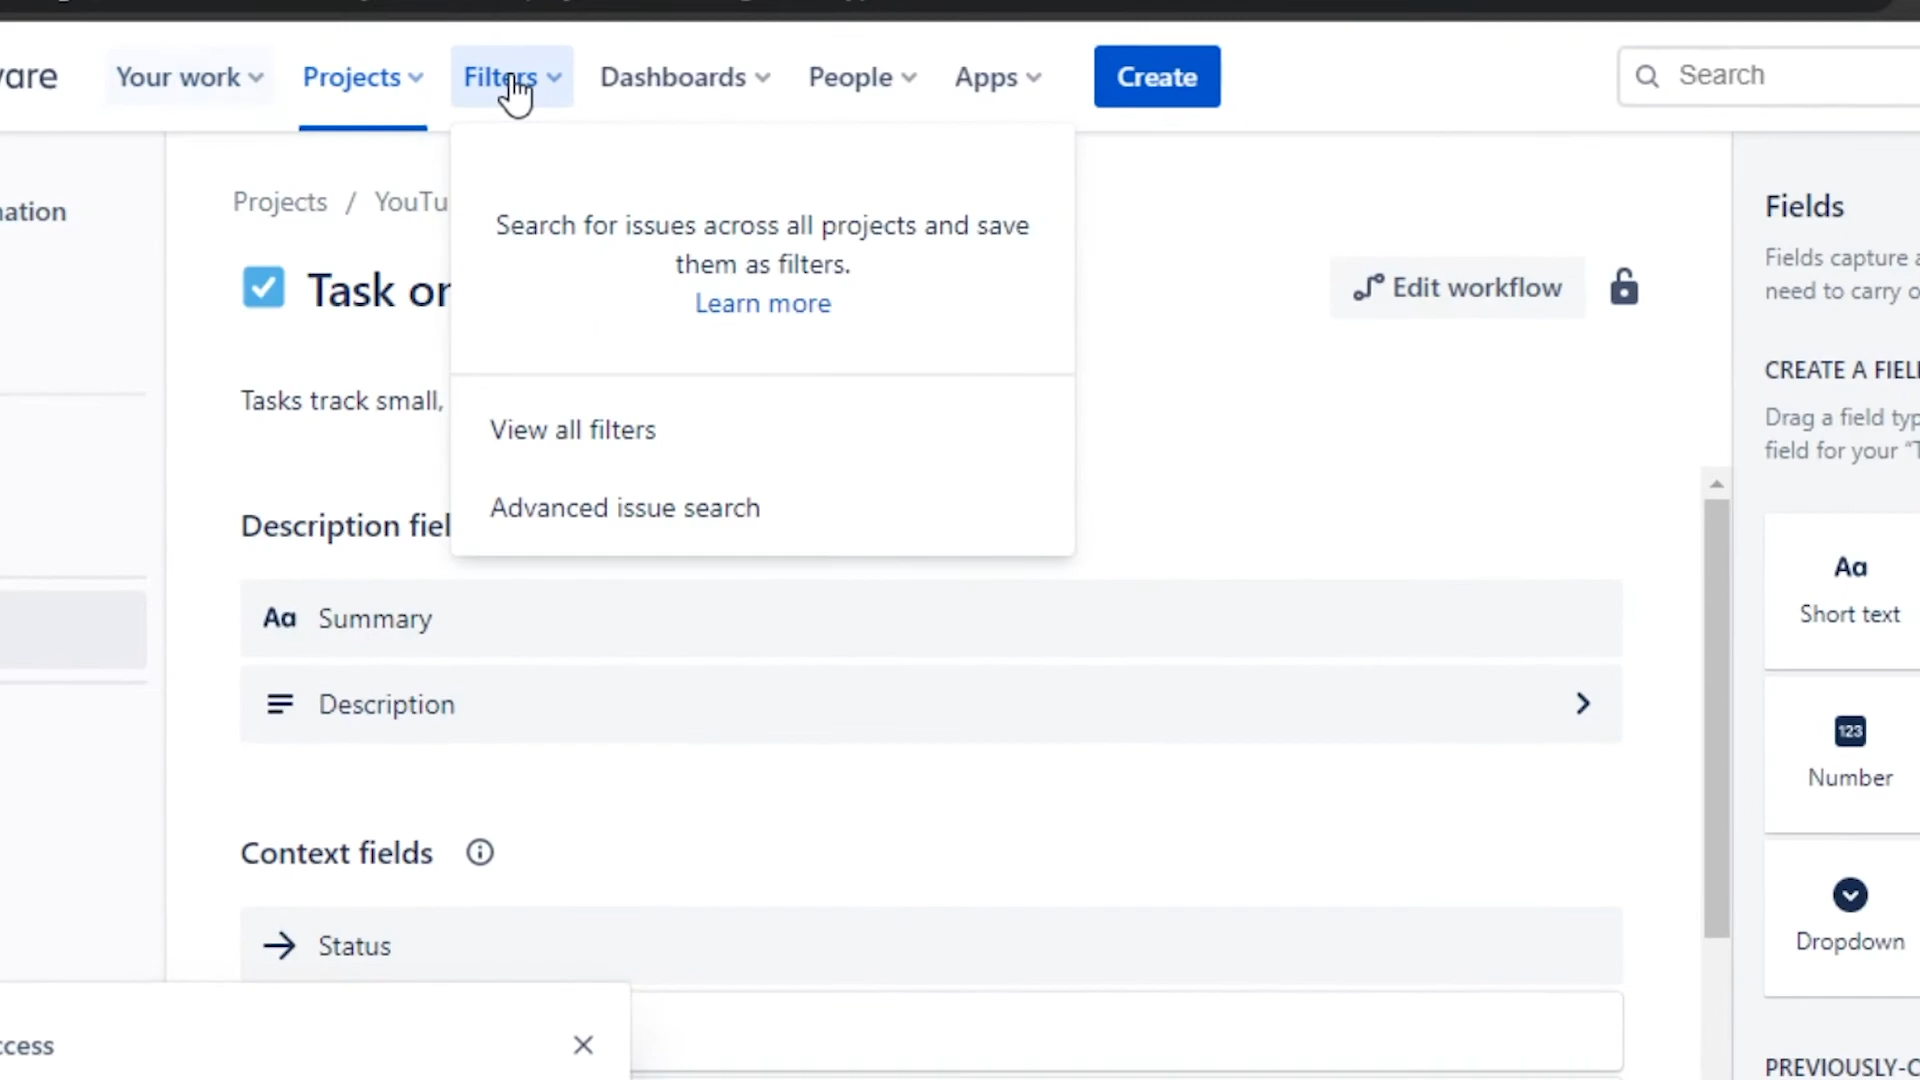 Your work
Projects
Filters
Dashboards
People
Apps
Create
Search
Projects / YouTu
Search for issues across all projects and save
them as filters.
Learn more
View all filters
Advanced issue search
Task or
Edit workflow
Tasks track small,
Description fiel
Aa Summary
Description
Context fields
Status
Fields
Fields capture a
need to carry o
CREATE A FIEL
Drag a field typ
field for your “T
Aa
Short text
123
Number
Dropdown
PREVIOUSLY-C